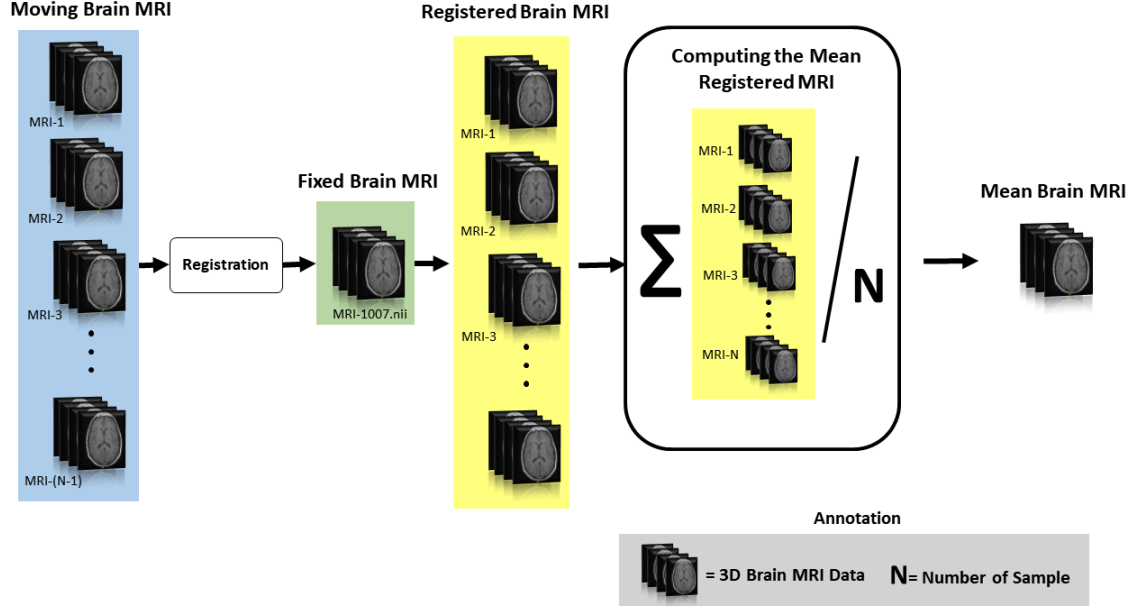 Moving Brain MRI
MRI-1
MRI-2
MRI-3
MRI-(N-1)
Registration
Fixed Brain MRI
MRI-1007.nii
Registered Brain MRI
MRI-1
MRI-2
MRI-3
Computing the Mean
Registered MRI
Σ
MRI-1
MRI-2
MRI-3
MRI-N
/
N
Mean Brain MRI
Annotation
= 3D Brain MRI Data
N= Number of Sample